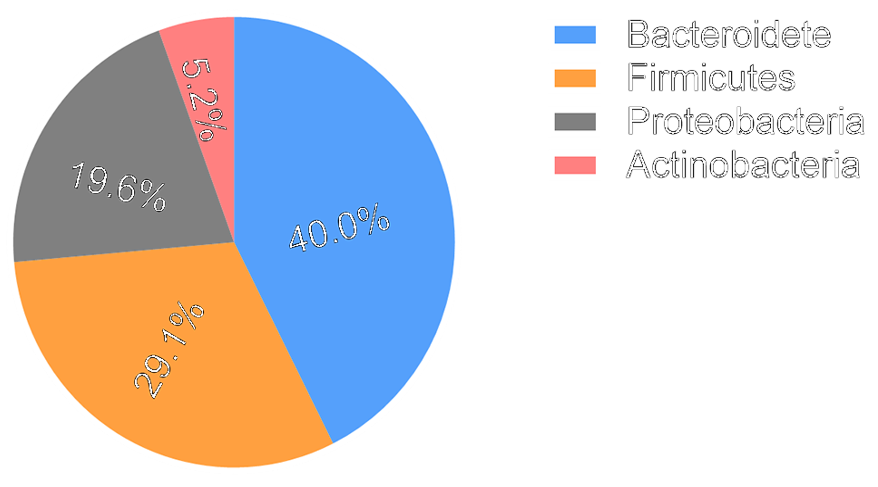 Bacteroidete
Firmicutes
Proteobacteria
Actinobacteria
5.2%
19.6%
40.0%
29.1%